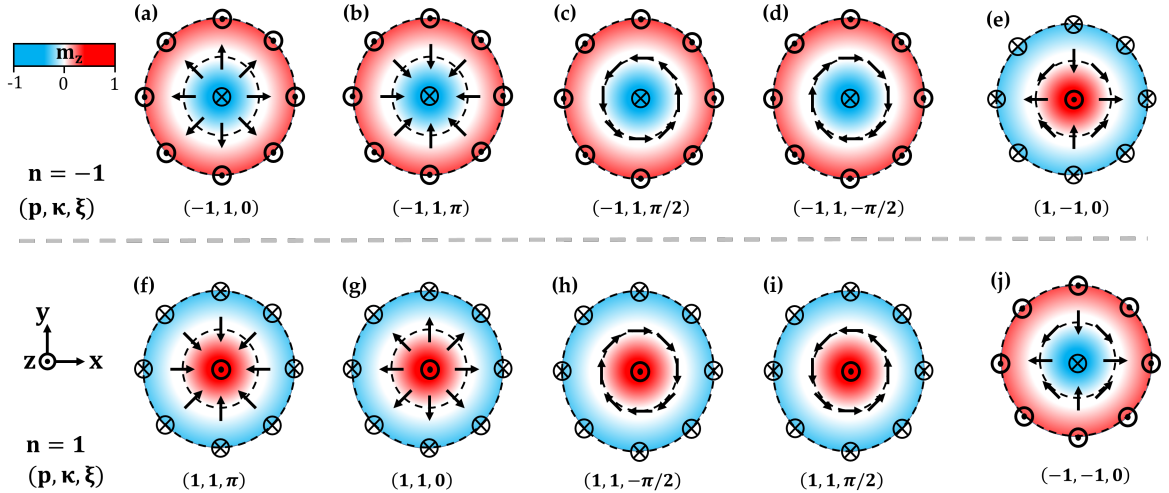 (a)
(b)
(c)
(d)
(e)
m_z
-1 0 1
n = −1
(p, κ, ξ)
(−1, 1, 0)
(−1, 1, π)
(−1, 1, π/2)
(−1, 1, −π/2)
(1, −1, 0)
(f)
(g)
(h)
(i)
(j)
y
z
x
n = 1
(p, κ, ξ)
(1, 1, π)
(1, 1, 0)
(1, 1, −π/2)
(1, 1, π/2)
(−1, −1, 0)